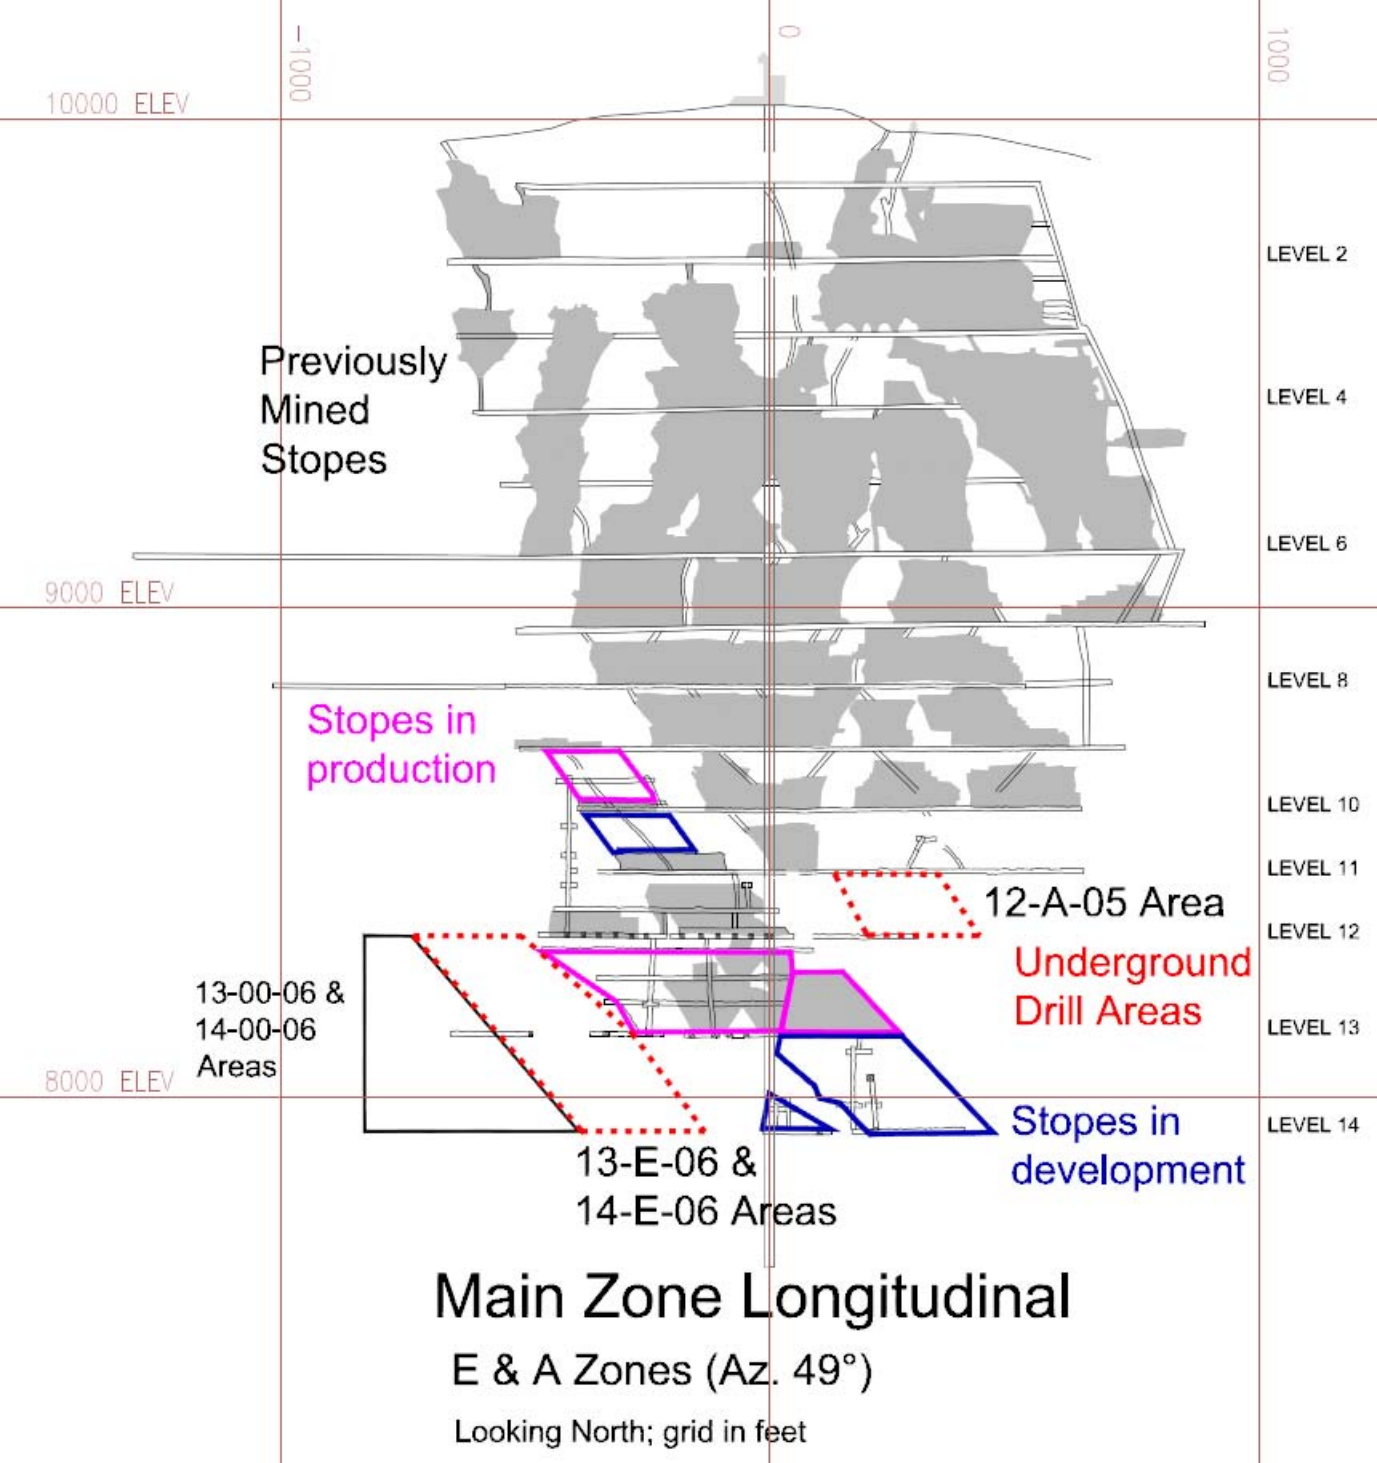 -1000
0
1000
10000 ELEV
LEVEL 2
Previously
Mined
Stopes
LEVEL 4
LEVEL 6
9000 ELEV
LEVEL 8
Stopes in
production
LEVEL 10
LEVEL 11
12-A-05 Area
LEVEL 12
Underground
Drill Areas
13-00-06 &
14-00-06
Areas
LEVEL 13
8000 ELEV
Stopes in
development
LEVEL 14
13-E-06 &
14-E-06 Areas
Main Zone Longitudinal
E & A Zones (Az. 49°)
Looking North; grid in feet